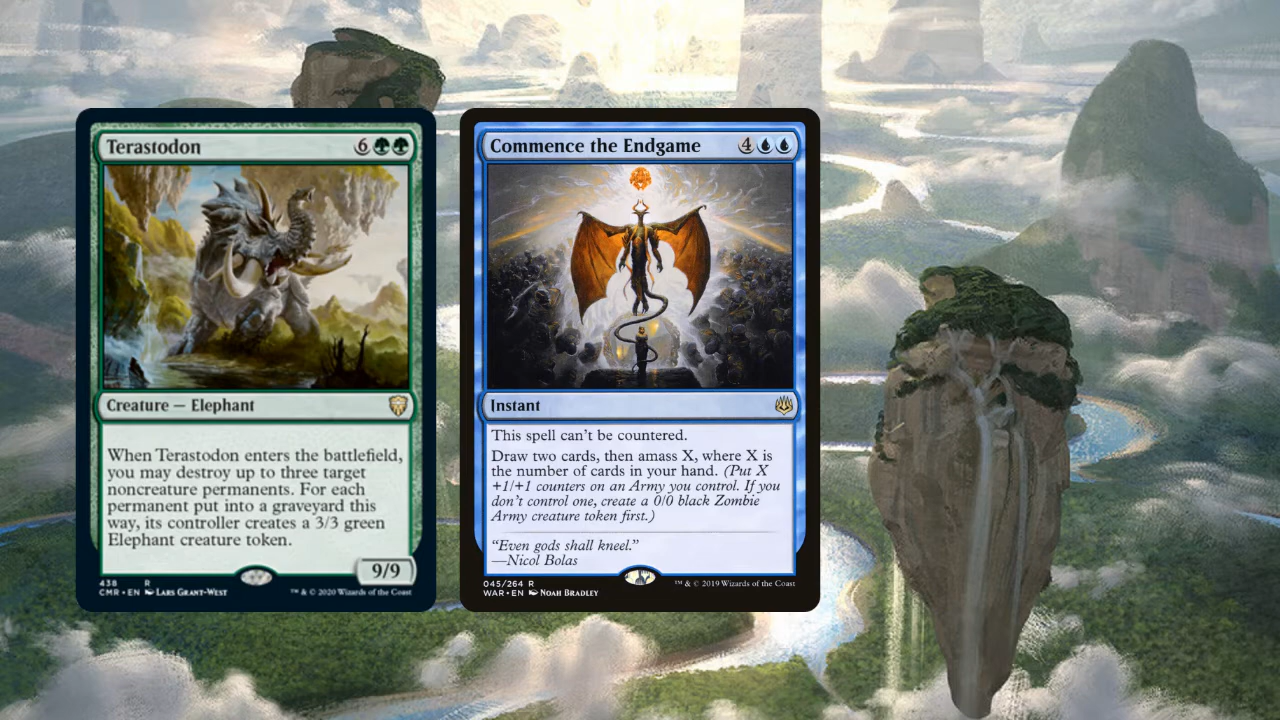 Terastodon 6
Creature — Elephant
When Terastodon enters the battlefield,
you may destroy up to three target
noncreature permanents. For each
permanent put into a graveyard this
way, its controller creates a 3/3 green
Elephant creature token.
9/9
438 R
CMR • EN Lars Grant-West
™ & © 2020 Wizards of the Coast
Commence the Endgame 4
Instant
This spell can't be countered.
Draw two cards, then amass X, where X is
the number of cards in your hand. (Put X
+1/+1 counters on an Army you control. If you
don't control one, create a 0/0 black Zombie
Army creature token first.)
“Even gods shall kneel.”
—Nicol Bolas
045/264 R
WAR • EN Noah Bradley
™ & © 2019 Wizards of the Coast